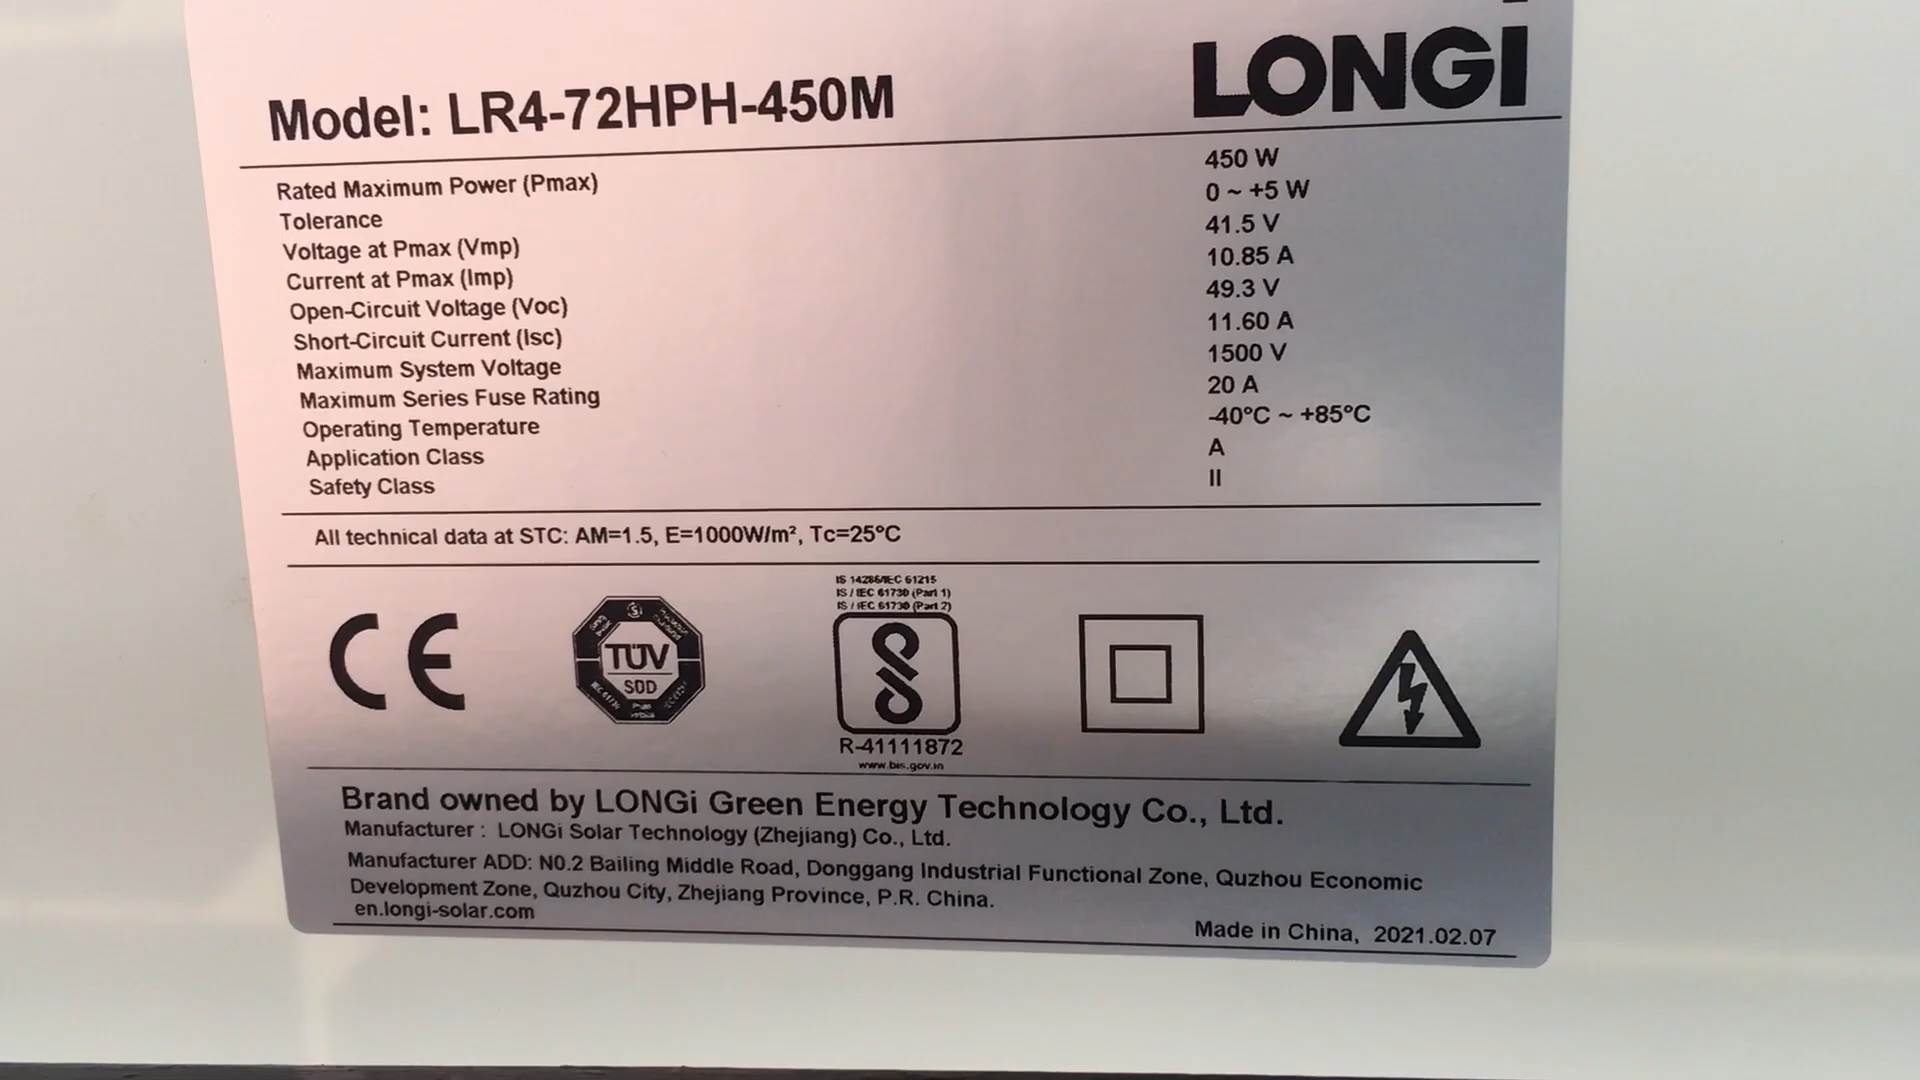 LONGi
Model: LR4-72HPH-450M
Rated Maximum Power (Pmax) 450 W
Tolerance 0 ~ +5 W
Voltage at Pmax (Vmp) 41.5 V
Current at Pmax (Imp) 10.85 A
Open-Circuit Voltage (Voc) 49.3 V
Short-Circuit Current (Isc) 11.60 A
Maximum System Voltage 1500 V
Maximum Series Fuse Rating 20 A
Operating Temperature -40°C ~ +85°C
Application Class A
Safety Class II
All technical data at STC: AM=1.5, E=1000W/m², Tc=25°C
CE
TÜV
SÜD
IEC 61730
IS 14286/IEC 61215
IS / IEC 61730 (Part 1)
IS / IEC 61730 (Part 2)
R-41111872
www.bis.gov.in
Brand owned by LONGi Green Energy Technology Co., Ltd.
Manufacturer : LONGi Solar Technology (Zhejiang) Co., Ltd.
Manufacturer ADD: N0.2 Bailing Middle Road, Donggang Industrial Functional Zone, Quzhou Economic
Development Zone, Quzhou City, Zhejiang Province, P.R. China.
en.longi-solar.com
Made in China, 2021.02.07